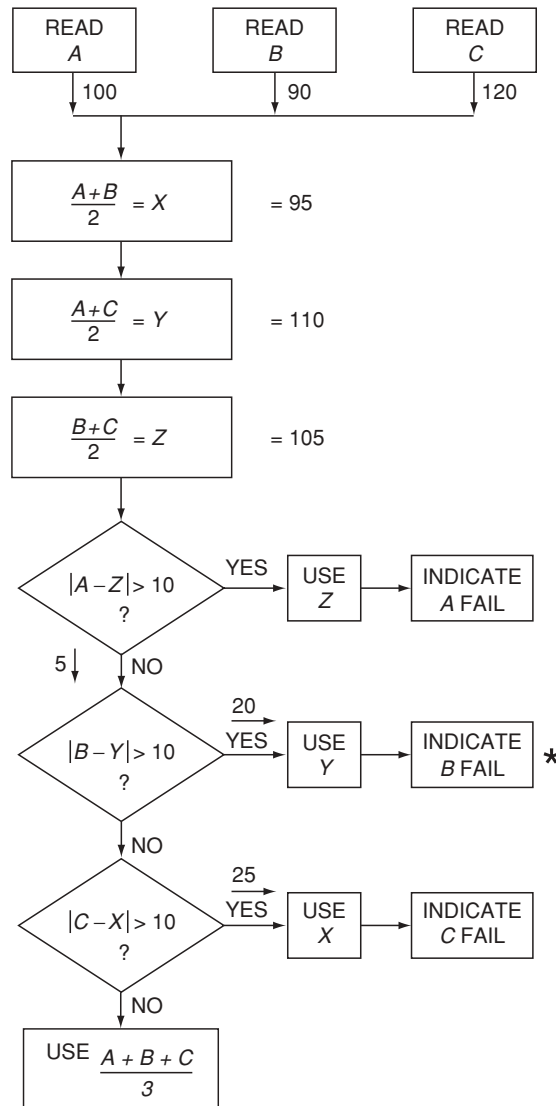 READ READ READ
A B C
100 90 120
A+B
2 = X = 95
A+C
2 = Y = 110
B+C
2 = Z = 105
|A – Z| > 10
?
YES
USE
Z
INDICATE
A FAIL
5
NO
|B – Y| > 10
?
20
YES
USE
Y
INDICATE
B FAIL
*
NO
|C – X| > 10
?
25
YES
USE
X
INDICATE
C FAIL
NO
USE A + B + C
3